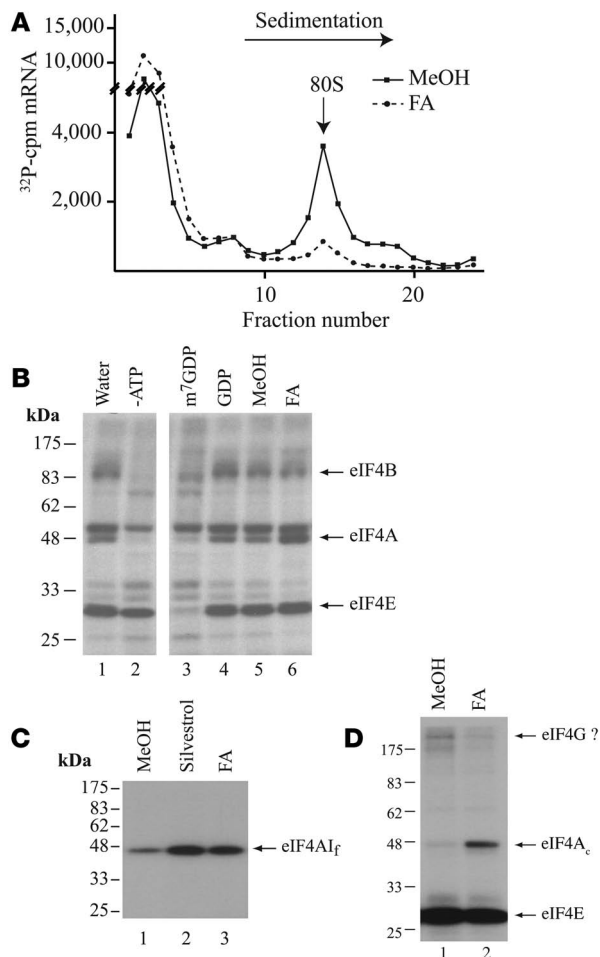 A
Sedimentation
15,000
10,000
4,000
2,000
³²P-cpm mRNA
80S
MeOH
FA
10
20
Fraction number
B
Water
-ATP
m⁷GDP
GDP
MeOH
FA
kDa
175
83
62
48
33
25
eIF4B
eIF4A
eIF4E
1 2 3 4 5 6
C
MeOH
Silvestrol
FA
kDa
175
83
62
48
33
25
eIF4AIf
1 2 3
D
MeOH
FA
175
83
62
48
33
25
eIF4G ?
eIF4Ac
eIF4E
1 2